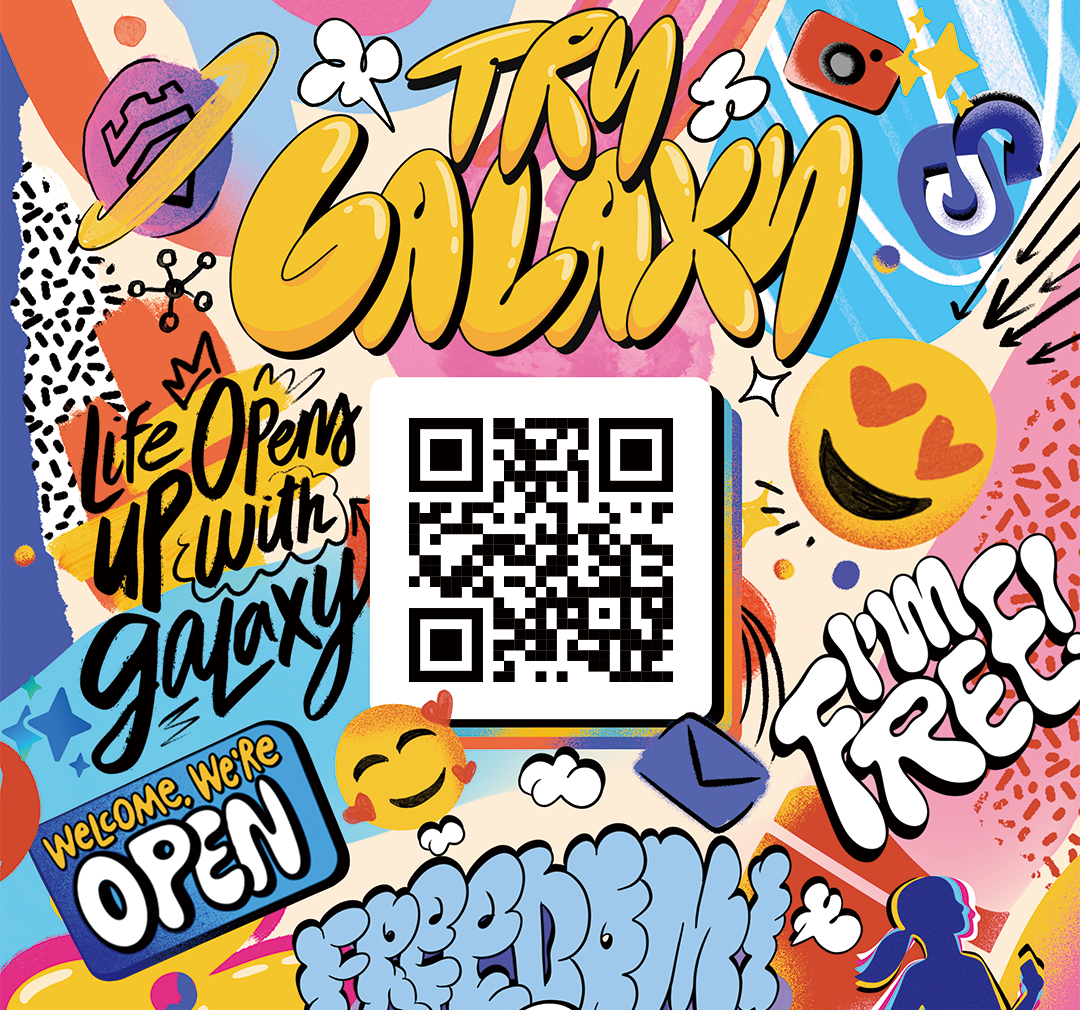 TRY
GALAXY
Life Opens
UP with
galaxy
I'M
FREE!
WELCOME, WE'RE
OPEN
FREEDOM!